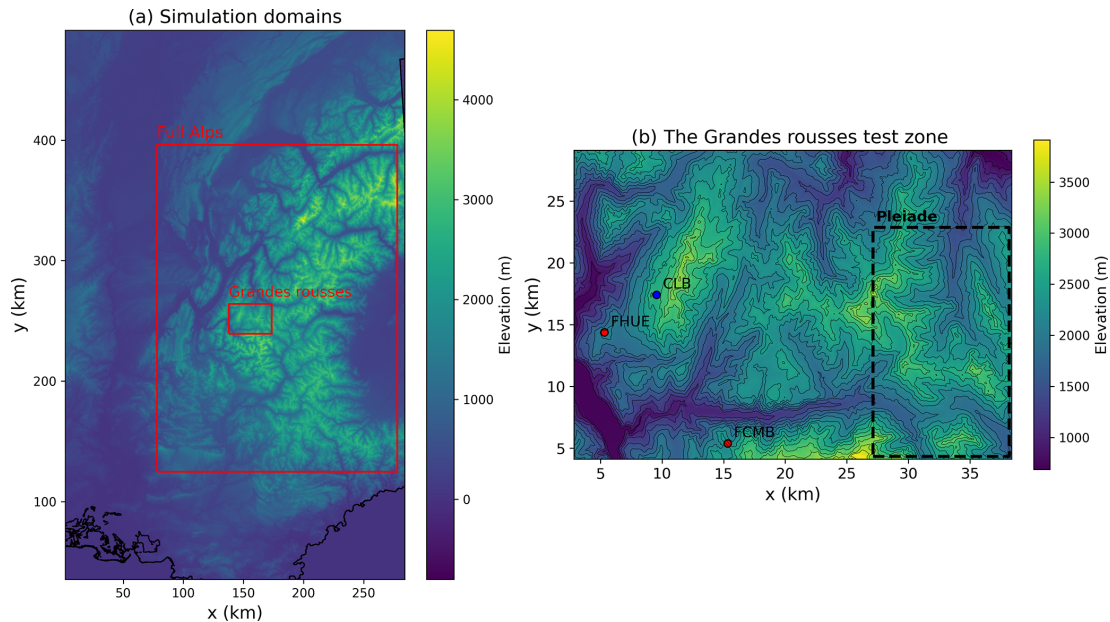 (a) Simulation domains
Full Alps
Grandes rousses
400
300
200
100
y (km)
50
100
150
200
250
x (km)
4000
3000
2000
1000
0
Elevation (m)
(b) The Grandes rousses test zone
Pleiade
CLB
FHUE
FCMB
25
20
15
10
5
y (km)
5
10
15
20
25
30
35
x (km)
3500
3000
2500
2000
1500
1000
Elevation (m)